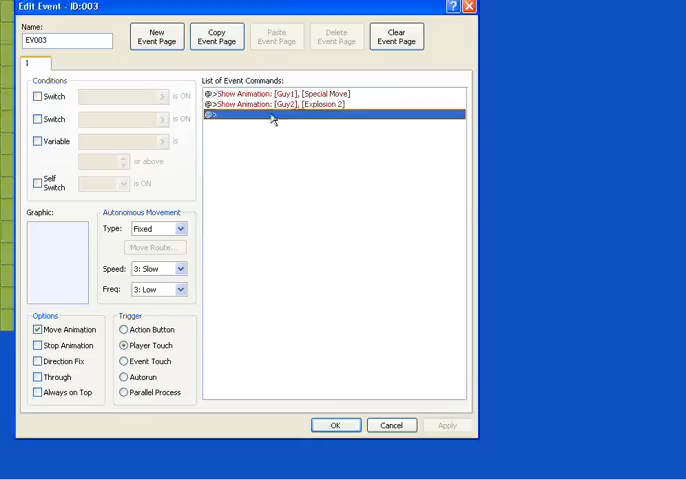 Edit Event - ID:003
Name:
EV003
New Event Page
Copy Event Page
Paste Event Page
Delete Event Page
Clear Event Page
1
Conditions
Switch is ON
Switch is ON
Variable is ON
or above
Self Switch is ON
Graphic:
Autonomous Movement
Type: Fixed
Move Route...
Speed: 3: Slow
Freq: 3: Low
Options
Move Animation
Stop Animation
Direction Fix
Through
Always on Top
Trigger
Action Button
Player Touch
Event Touch
Autorun
Parallel Process
List of Event Commands:
@>Show Animation: [Guy1], [Special Move]
@>Show Animation: [Guy2], [Explosion 2]
@>
OK
Cancel
Apply